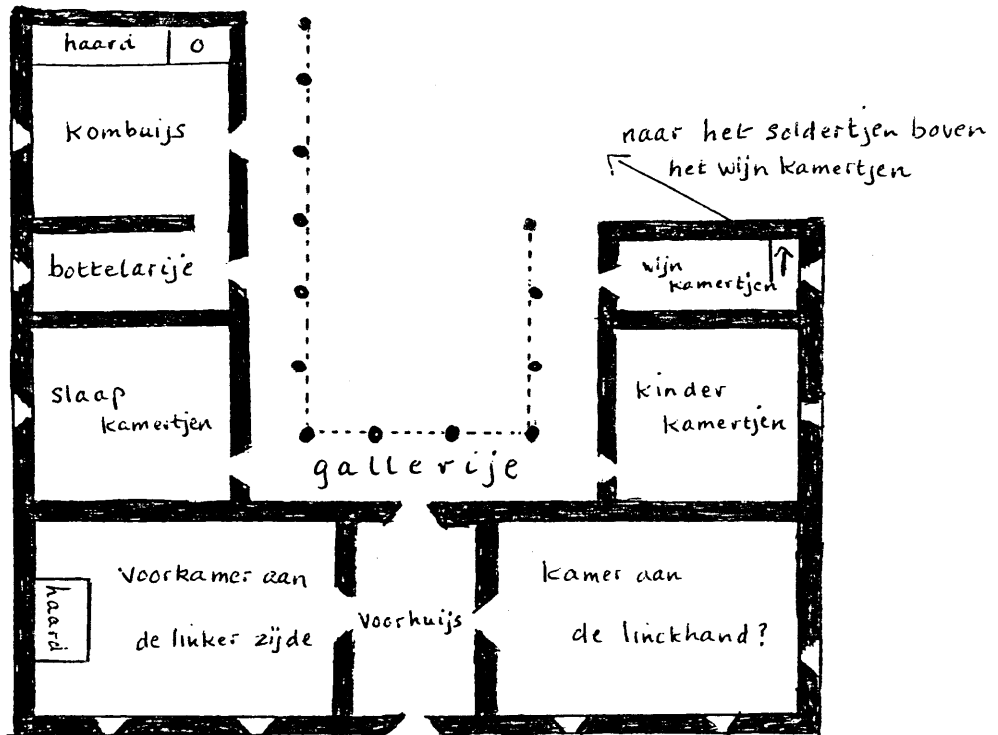 haard
O
kombuijs
naar het soldertjen boven
het wijn kamertjen
bottelarije
wijn
kamertjen
slaap
kamertjen
kinder
kamertjen
gallerije
voorkamer aan
de linker zijde
haard
Voorhuijs
kamer aan
de linckhand?